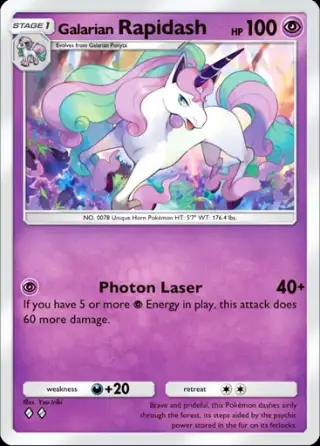 STAGE 1
Galarian Rapidash HP 100
Evolves from Galarian Ponyta
NO. 0078 Unique Horn Pokémon HT: 5'7" WT: 176.4 lbs.
Photon Laser 40+
If you have 5 or more Energy in play, this attack does
60 more damage.
weakness +20 retreat
Illus. Yuu Iniki
Brave and prideful, this Pokémon dashes airily
through the forest, its steps aided by the psychic
power stored in the fur on its fetlocks.